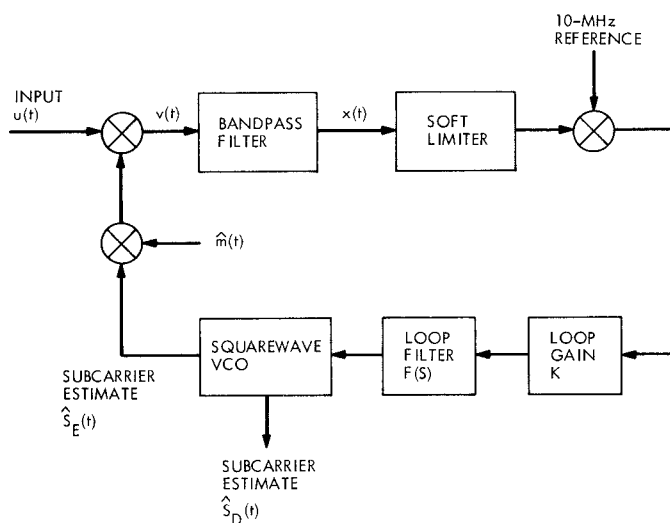 10-MHz
REFERENCE
INPUT
u(t)
v(t)
BANDPASS
FILTER
x(t)
SOFT
LIMITER
m̂(t)
SQUAREWAVE
VCO
LOOP
FILTER
F(S)
LOOP
GAIN
K
SUBCARRIER
ESTIMATE
Ŝ_E(t)
SUBCARRIER
ESTIMATE
Ŝ_D(t)